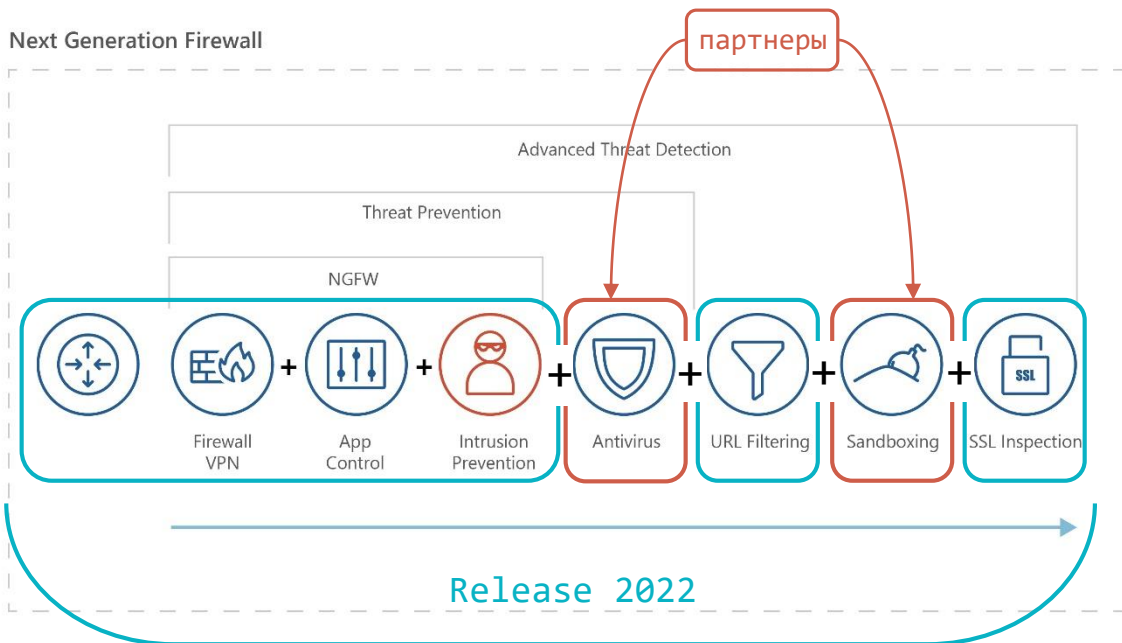 Next Generation Firewall
партнеры
Advanced Threat Detection
Threat Prevention
NGFW
+ + + + + +
SSL
Firewall
VPN
App
Control
Intrusion
Prevention
Antivirus
URL Filtering
Sandboxing
SSL Inspection
Release 2022